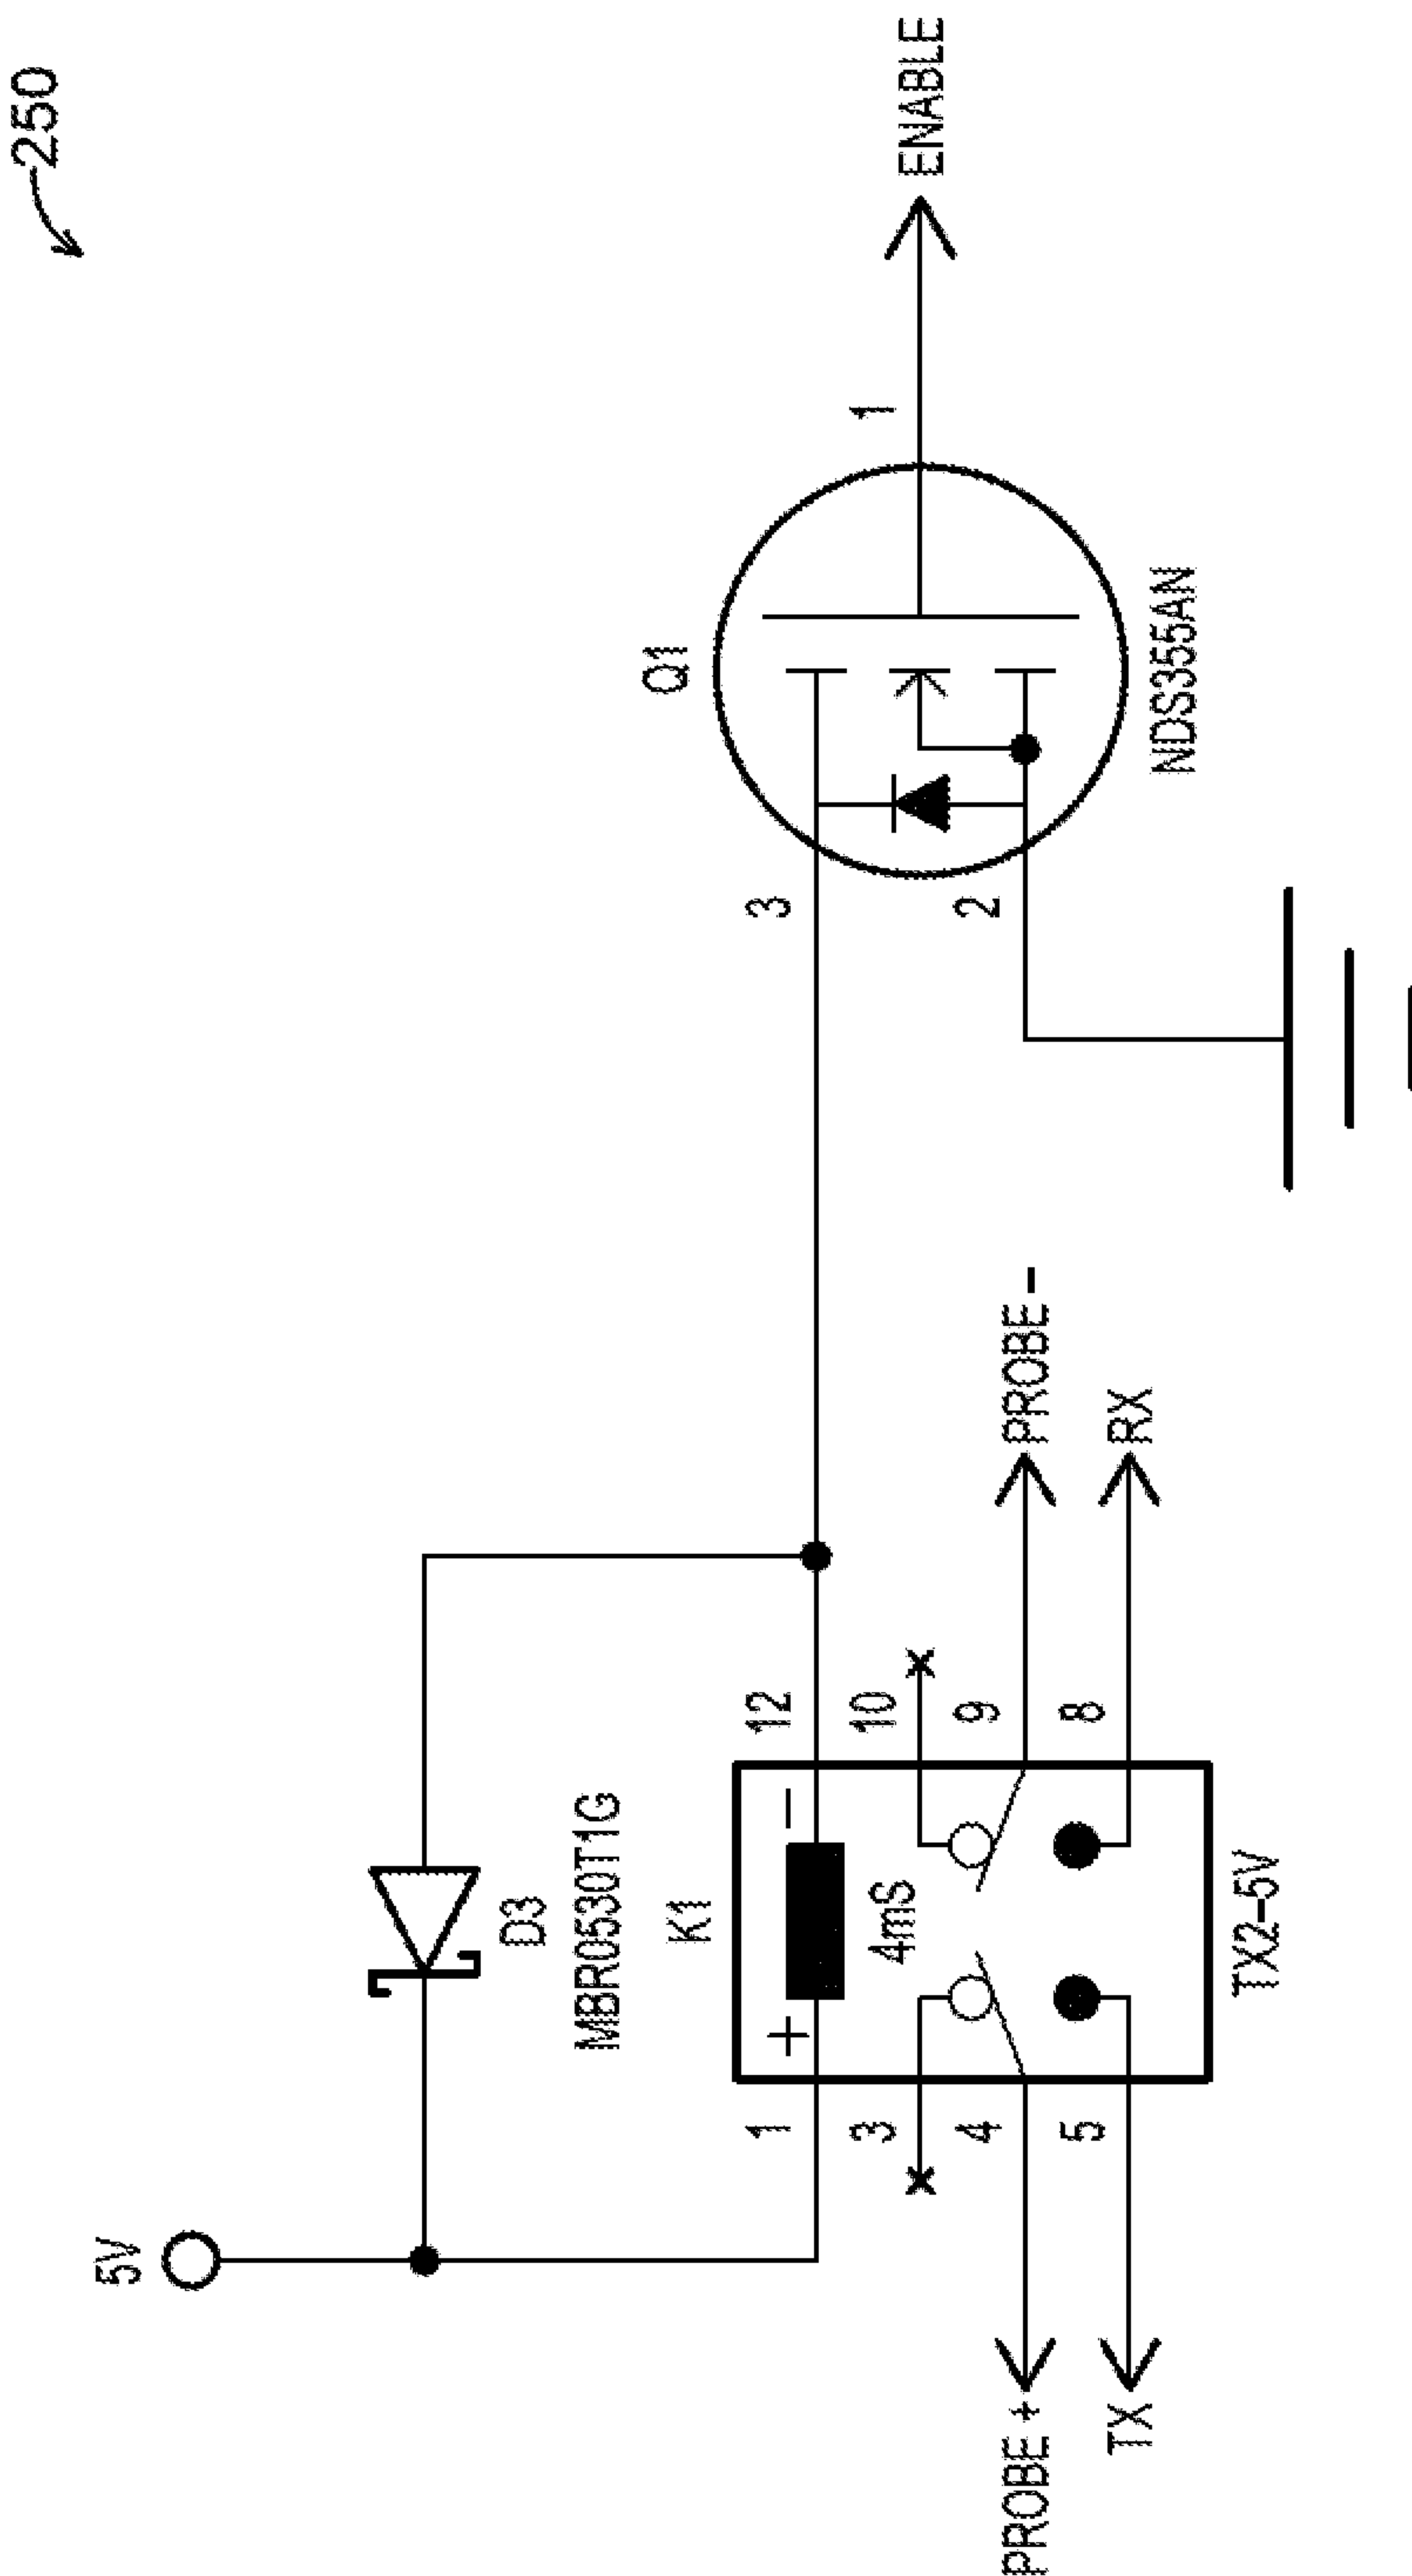 250
5V
D3
MBR0530T1G
K1
+
−
1
12
4mS
3
10
4
9
5
8
PROBE +
PROBE -
TX
RX
TX2-5V
Q1
3
1
2
ENABLE
NDS355AN